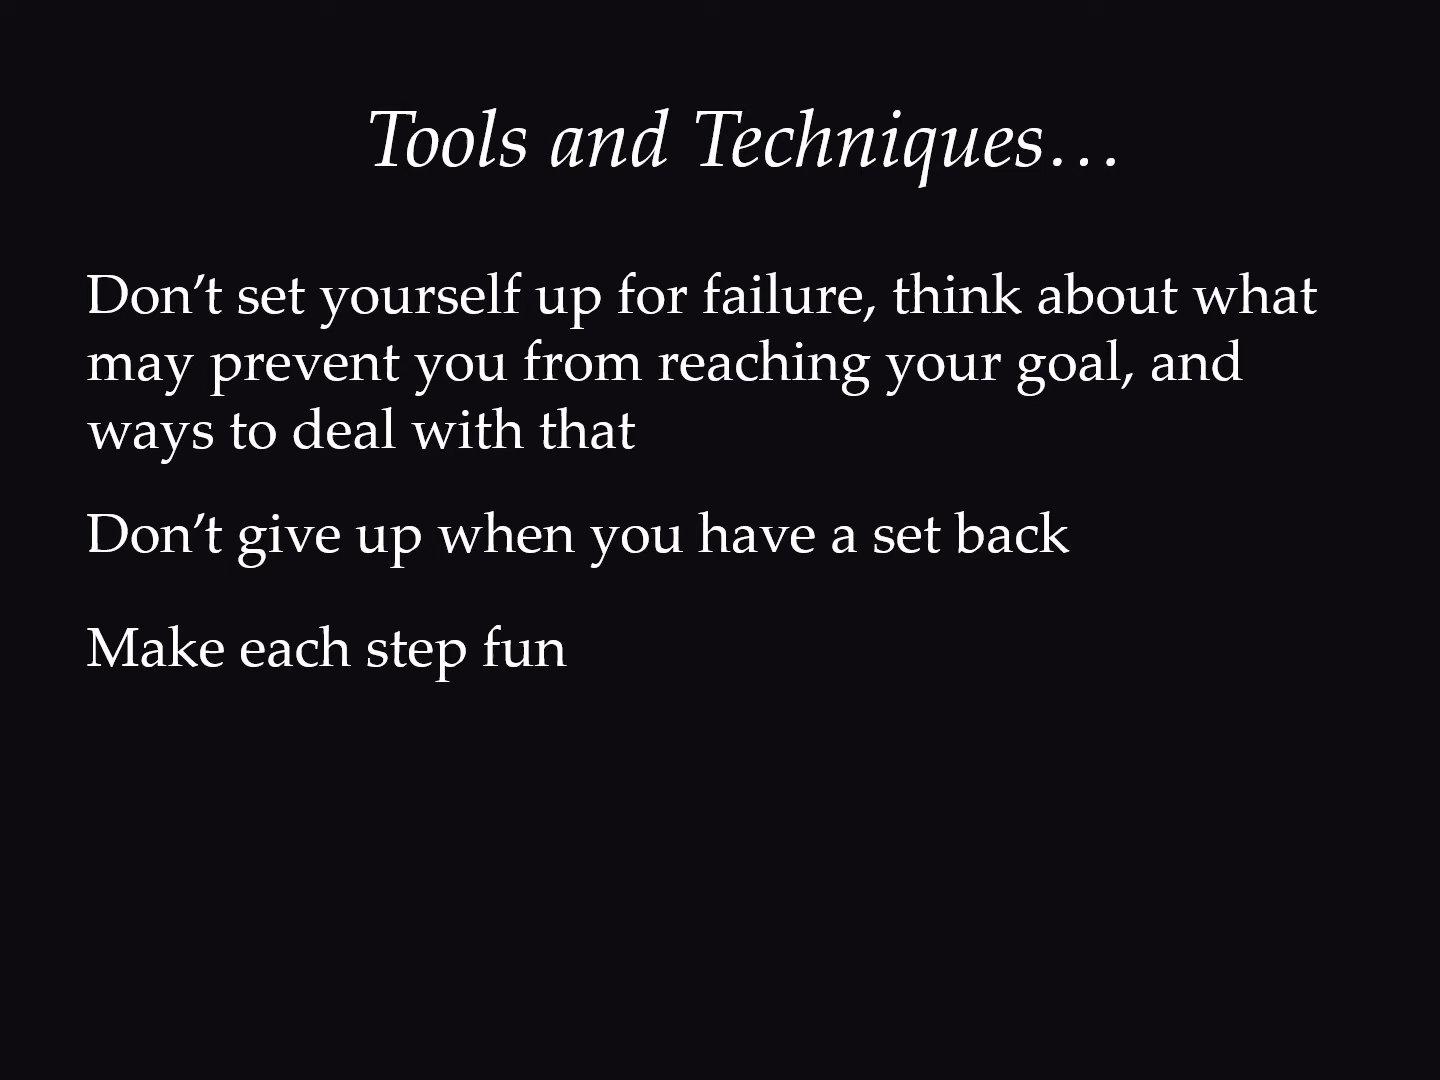 Tools and Techniques…
Don’t set yourself up for failure, think about what
may prevent you from reaching your goal, and
ways to deal with that
Don’t give up when you have a set back
Make each step fun